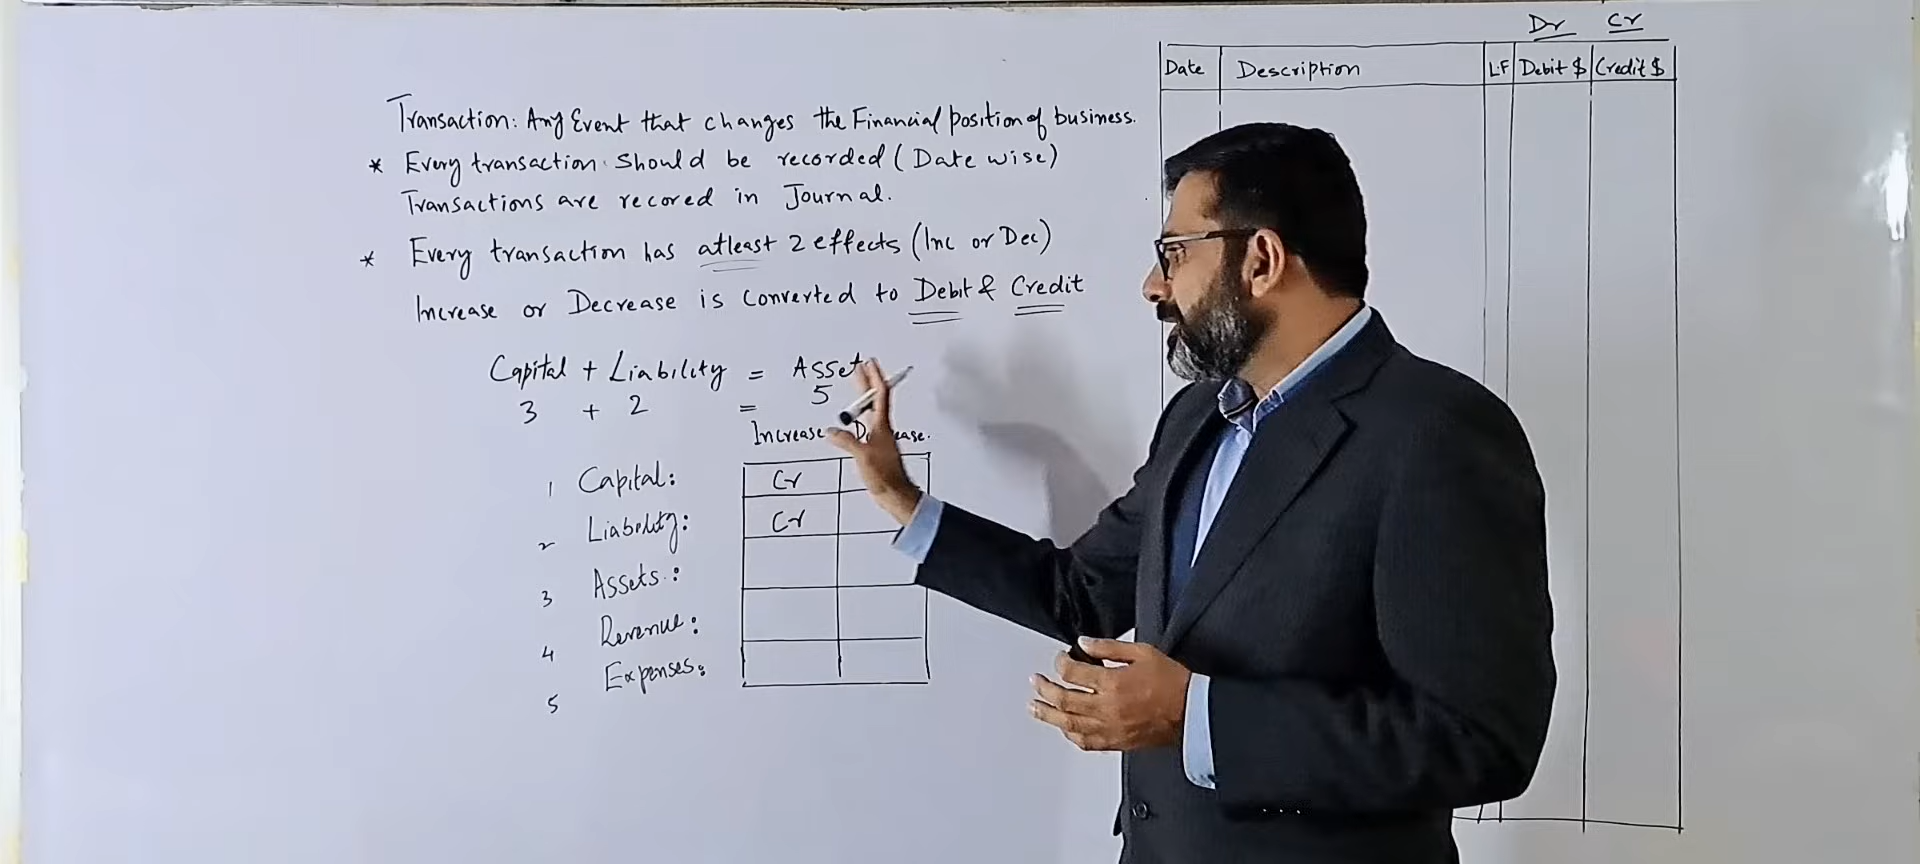 Transaction: Any Event that changes the Financial position of business.
* Every transaction should be recorded (Date wise)
Transactions are recored in Journal.
* Every transaction has atleast 2 effects (Inc or Dec)
Increase or Decrease is converted to Debit & Credit
Capital + Liability = Asset
3 + 2 = 5
Increase
1 Capital: Cr
2 Liability: Cr
3 Assets:
4 Revenue:
5 Expenses:
Dr Cr
Date Description L.F Debit $ Credit $